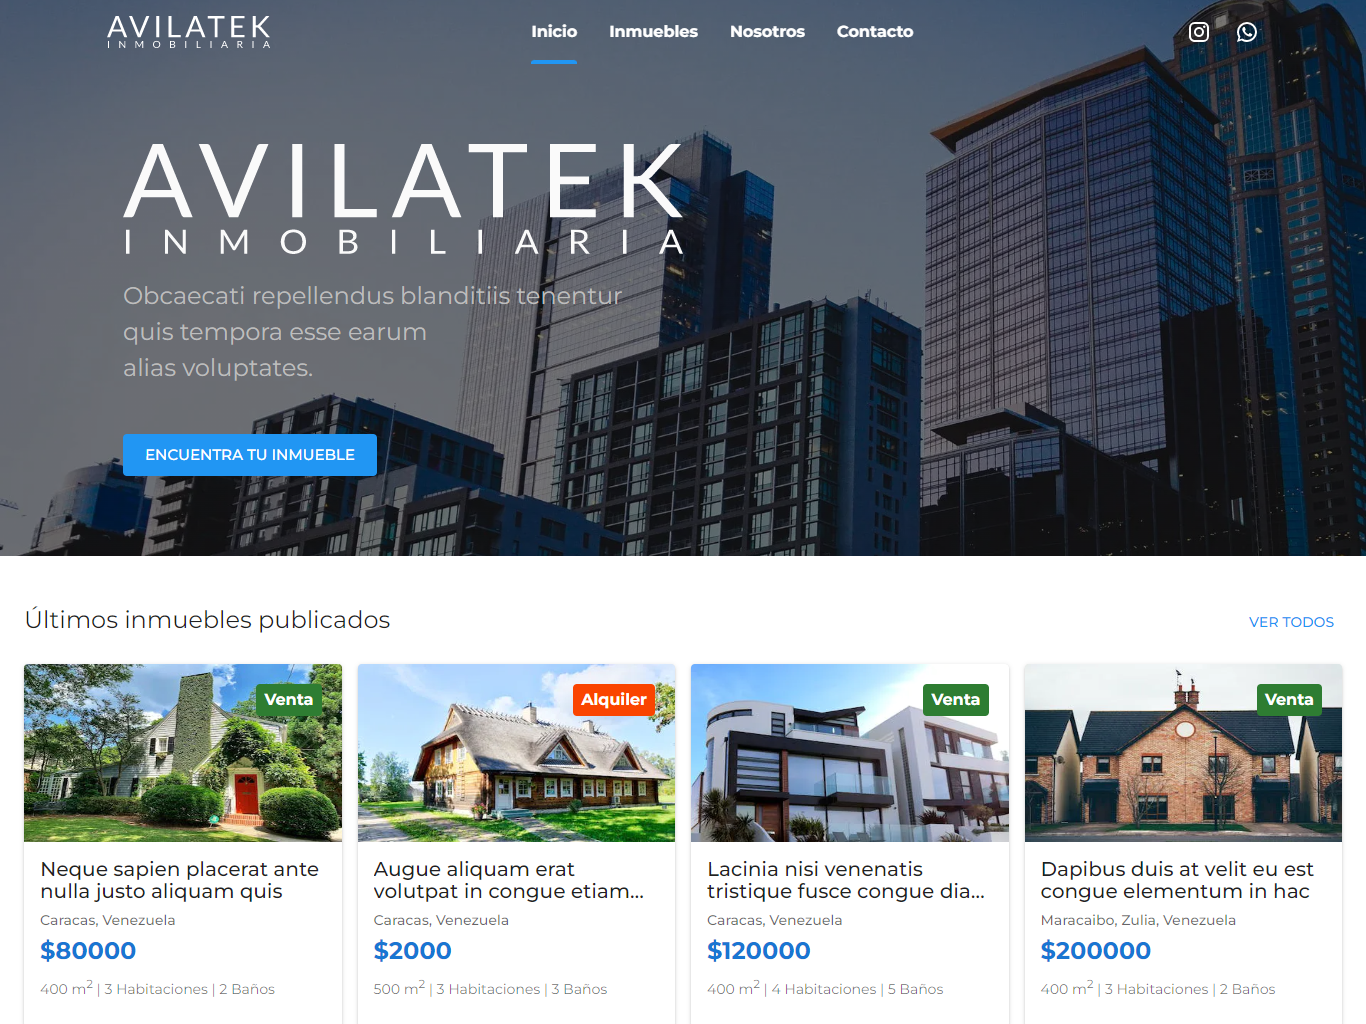 AVILATEK
INMOBILIARIA
Inicio
Inmuebles
Nosotros
Contacto
AVILATEK
INMOBILIARIA
Obcaecati repellendus blanditiis tenentur
quis tempora esse earum
alias voluptates.
ENCUENTRA TU INMUEBLE
Últimos inmuebles publicados
VER TODOS
Venta
Neque sapien placerat ante
nulla justo aliquam quis
Caracas, Venezuela
$80000
400 m² | 3 Habitaciones | 2 Baños
Alquiler
Augue aliquam erat
volutpat in congue etiam...
Caracas, Venezuela
$2000
500 m² | 3 Habitaciones | 3 Baños
Venta
Lacinia nisi venenatis
tristique fusce congue dia...
Caracas, Venezuela
$120000
400 m² | 4 Habitaciones | 5 Baños
Venta
Dapibus duis at velit eu est
congue elementum in hac
Maracaibo, Zulia, Venezuela
$200000
400 m² | 3 Habitaciones | 2 Baños